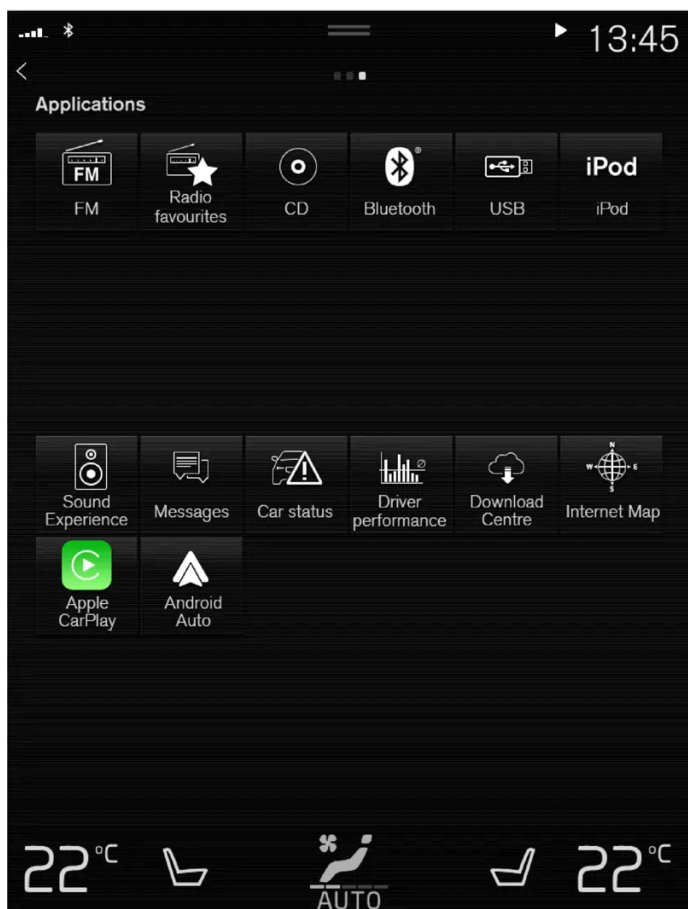 13:45
Applications
FM
FM
Radio
favourites
CD
Bluetooth
USB
iPod
iPod
Sound
Experience
Messages
Car status
Driver
performance
Download
Centre
N
W E
S
Internet Map
Apple
CarPlay
Android
Auto
22°C
AUTO
22°C